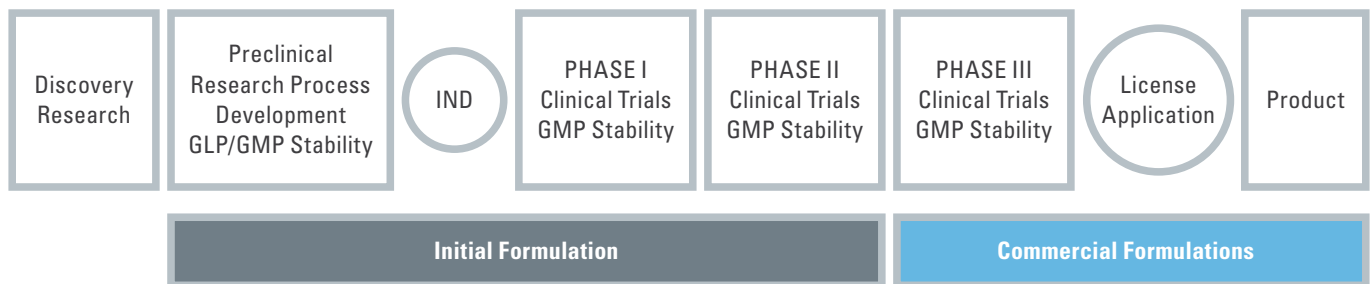 Discovery
Research
Preclinical
Research Process
Development
GLP/GMP Stability
IND
PHASE I
Clinical Trials
GMP Stability
PHASE II
Clinical Trials
GMP Stability
PHASE III
Clinical Trials
GMP Stability
License
Application
Product
Initial Formulation
Commercial Formulations